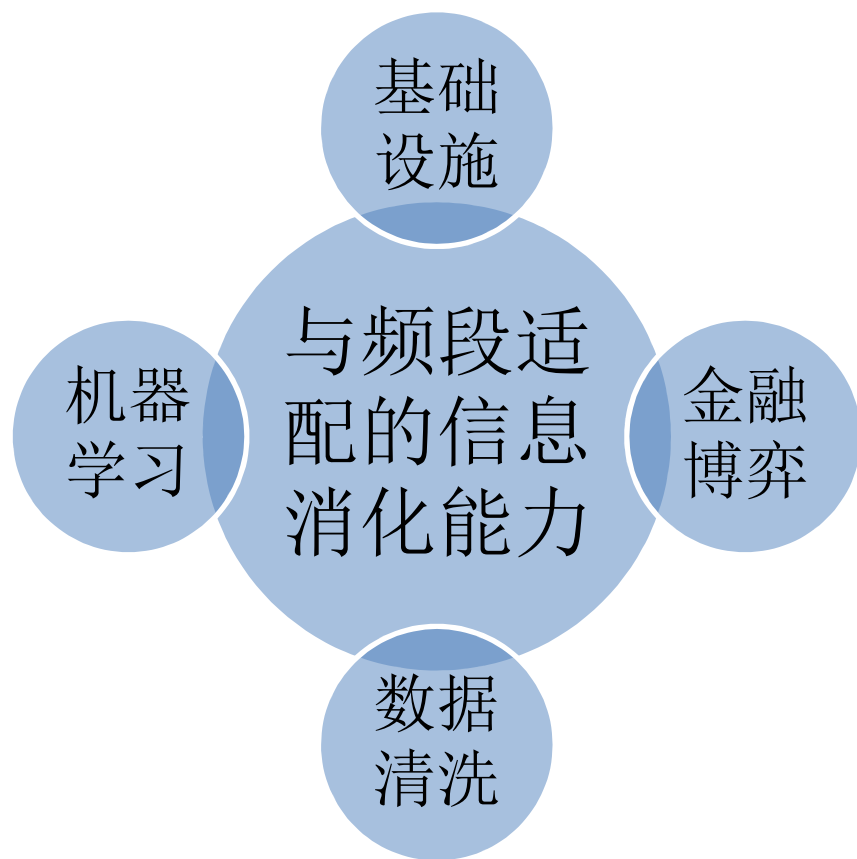 基础
设施
与频段适
配的信息
消化能力
机器
学习
金融
博弈
数据
清洗